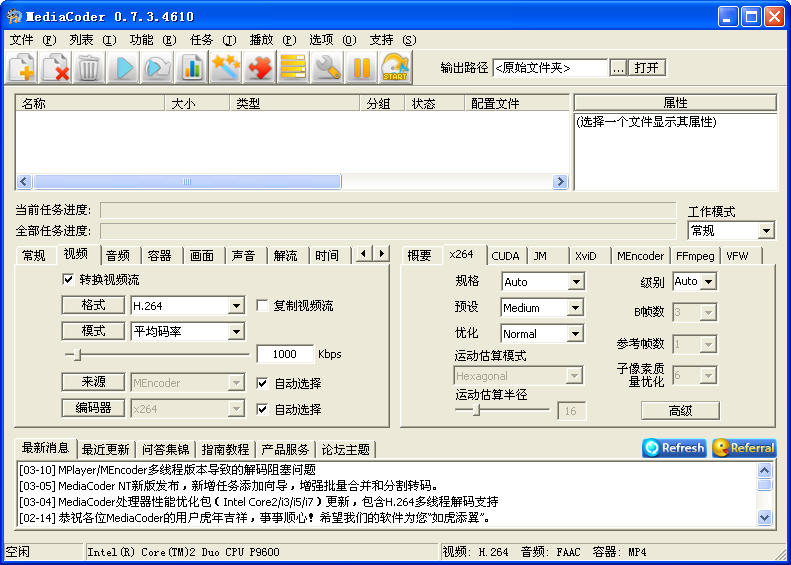 MediaCoder 0.7.3.4610
文件 (F) 列表 (I) 功能 (E) 任务 (T) 播放 (P) 选项 (O) 支持 (S)
START 输出路径 <原始文件夹> ... 打开
名称 大小 类型 分组 状态 配置文件 属性
(选择一个文件显示其属性)
当前任务进度:
全部任务进度:
工作模式
常规
常规 视频 音频 容器 画面 声音 解流 时间
转换视频流
格式 H.264 复制视频流
模式 平均码率
1000 Kbps
来源 MEncoder 自动选择
编码器 x264 自动选择
概要 x264 CUDA JM XviD MEncoder FFmpeg VFW
规格 Auto 级别 Auto
预设 Medium B帧数 3
优化 Normal 参考帧数 1
运动估算模式
Hexagonal 子像素质量优化 6
运动估算半径
16 高级
最新消息 最近更新 问答集锦 指南教程 产品服务 论坛主题 Refresh Referral
[03-10] MPlayer/MEncoder多线程版本导致的解码阻塞问题
[03-05] MediaCoder NT新版发布，新增任务添加向导，增强批量合并和分割转码。
[03-04] MediaCoder处理器性能优化包（Intel Core2/i3/i5/i7）更新，包含H.264多线程解码支持
[02-14] 恭祝各位MediaCoder的用户虎年吉祥，事事顺心！希望我们的软件为您“如虎添翼”。
空闲 Intel(R) Core(TM)2 Duo CPU P9600 视频: H.264 音频: FAAC 容器: MP4